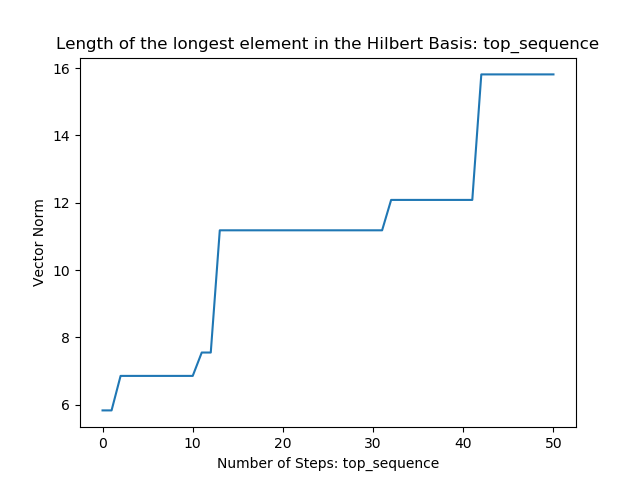 Length of the longest element in the Hilbert Basis: top_sequence
16
14
12
10
8
6
Vector Norm
0 10 20 30 40 50
Number of Steps: top_sequence